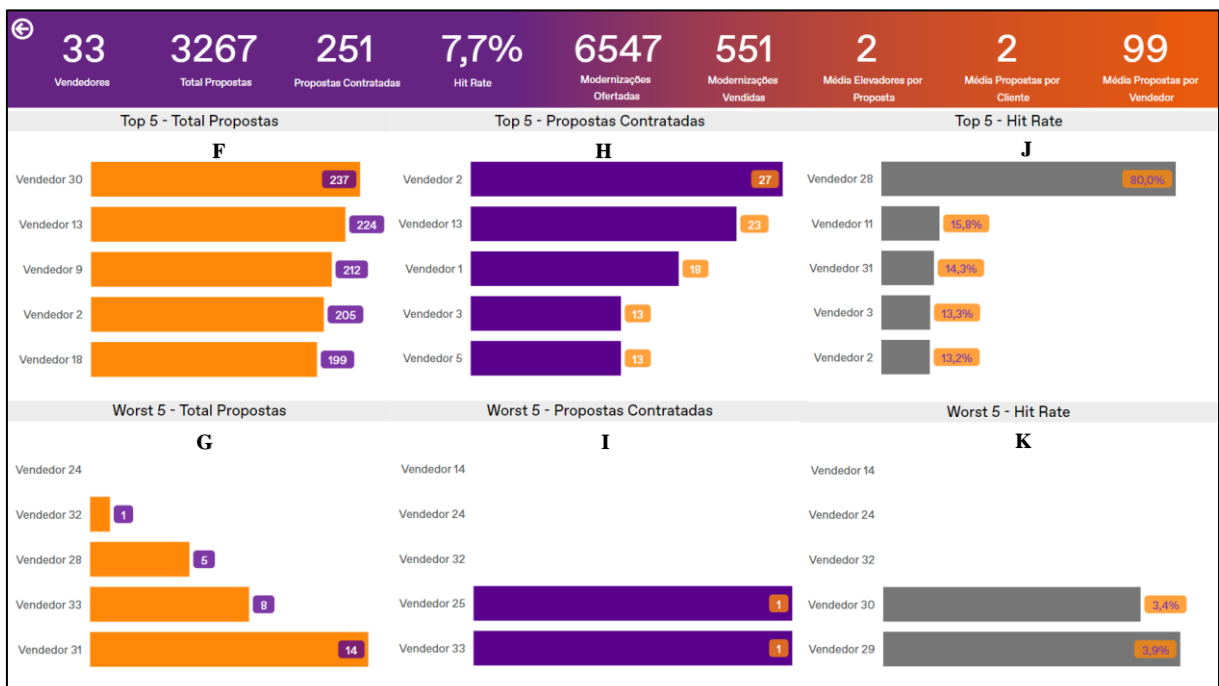 33
Vendedores
3267
Total Propostas
251
Propostas Contratadas
7,7%
Hit Rate
6547
Modernizações
Ofertadas
551
Modernizações
Vendidas
2
Média Elevadores por
Proposta
2
Média Propostas por
Cliente
99
Média Propostas por
Vendedor
Top 5 - Total Propostas
F
Vendedor 30 237
Vendedor 13 224
Vendedor 9 212
Vendedor 2 205
Vendedor 18 199
Top 5 - Propostas Contratadas
H
Vendedor 2 27
Vendedor 13 23
Vendedor 1 18
Vendedor 3 13
Vendedor 5 13
Top 5 - Hit Rate
J
Vendedor 28 80,0%
Vendedor 11 15,8%
Vendedor 31 14,3%
Vendedor 3 13,3%
Vendedor 2 13,2%
Worst 5 - Total Propostas
G
Vendedor 24
Vendedor 32 1
Vendedor 28 5
Vendedor 33 8
Vendedor 31 14
Worst 5 - Propostas Contratadas
I
Vendedor 14
Vendedor 24
Vendedor 32
Vendedor 25 1
Vendedor 33 1
Worst 5 - Hit Rate
K
Vendedor 14
Vendedor 24
Vendedor 32
Vendedor 30 3,4%
Vendedor 29 3,9%